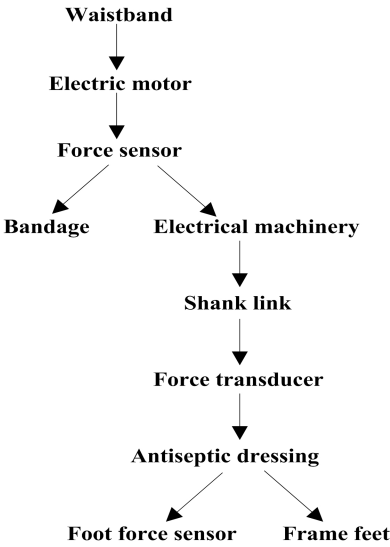 Waistband
Electric motor
Force sensor
Bandage
Electrical machinery
Shank link
Force transducer
Antiseptic dressing
Foot force sensor
Frame feet